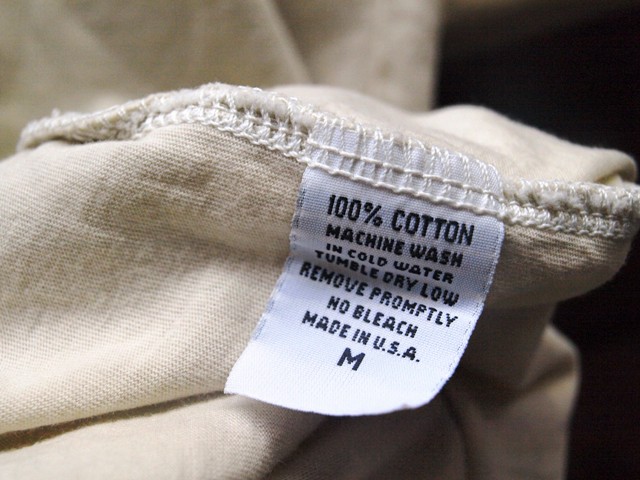 100% COTTON
MACHINE WASH
IN COLD WATER
TUMBLE DRY LOW
REMOVE PROMPTLY
NO BLEACH
MADE IN U.S.A.
M